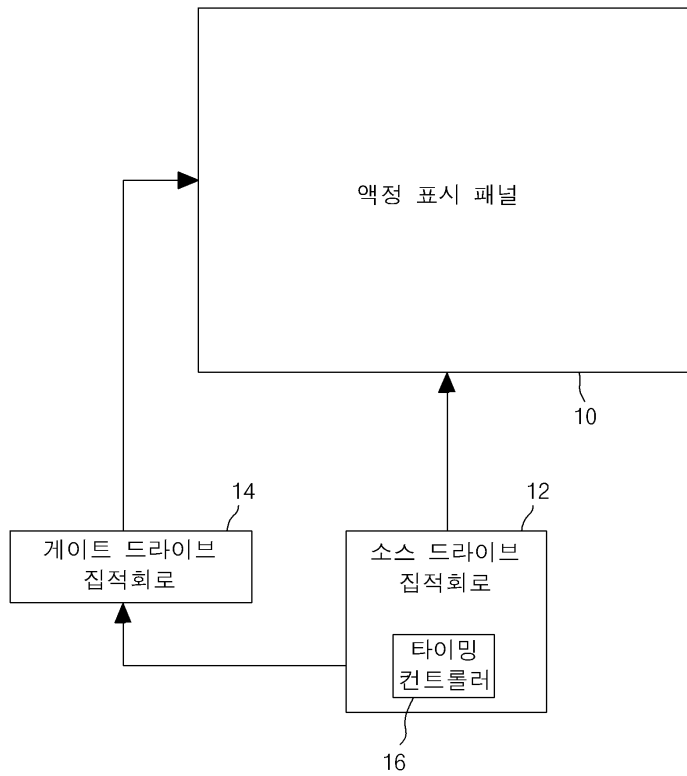 액정 표시 패널
10
14
12
게이트 드라이브
집적회로
소스 드라이브
집적회로
타이밍
컨트롤러
16